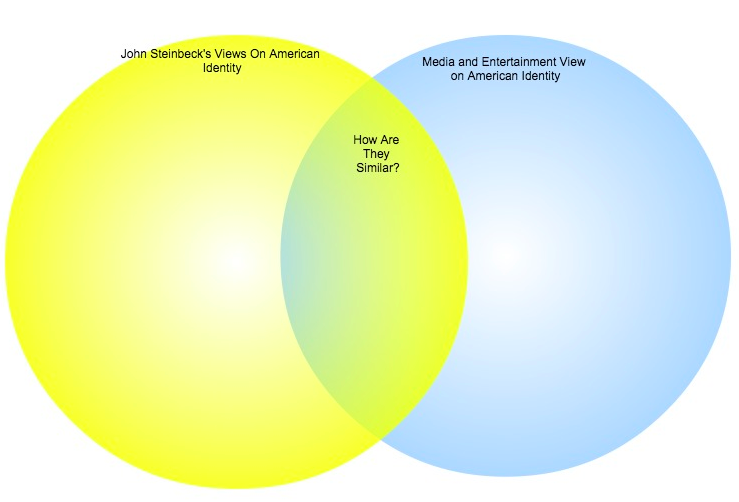 John Steinbeck's Views On American
Identity
Media and Entertainment View
on American Identity
How Are
They
Similar?